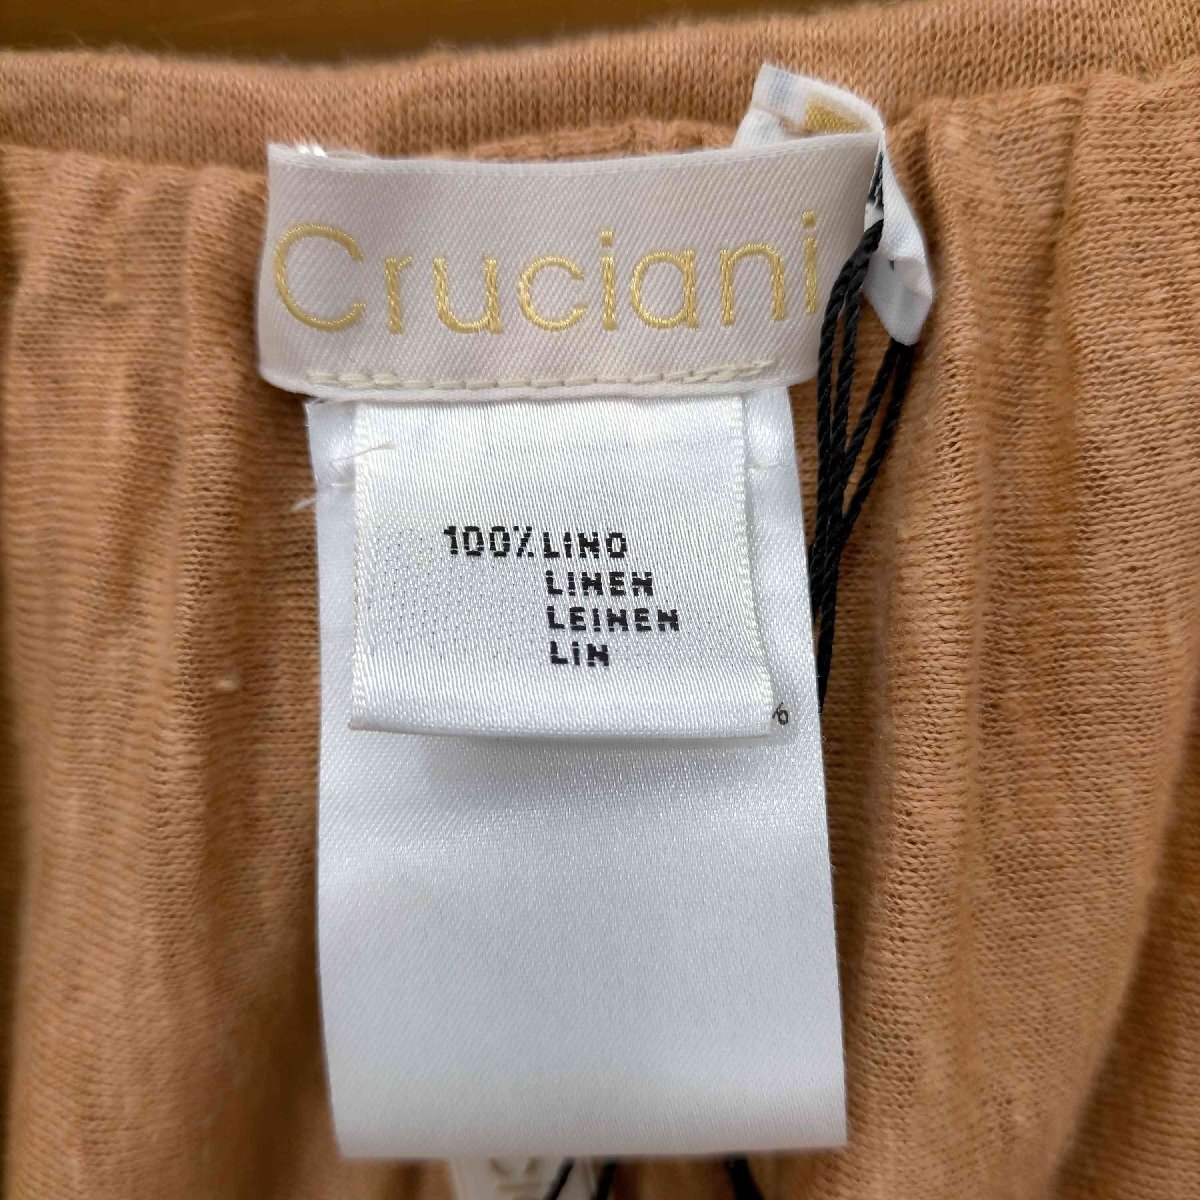 Cruciani
100% LINO
LINEN
LEINEN
LIN